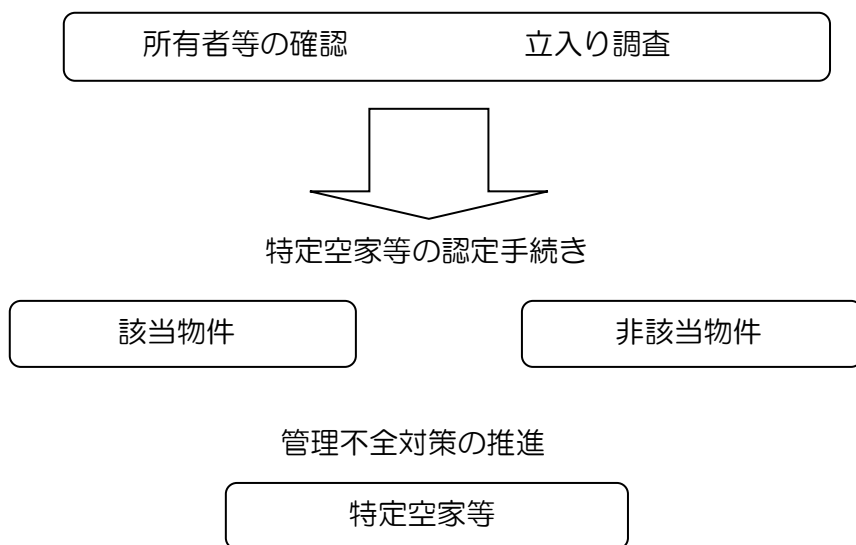 所有者等の確認 立入り調査
特定空家等の認定手続き
該当物件 非該当物件
管理不全対策の推進
特定空家等